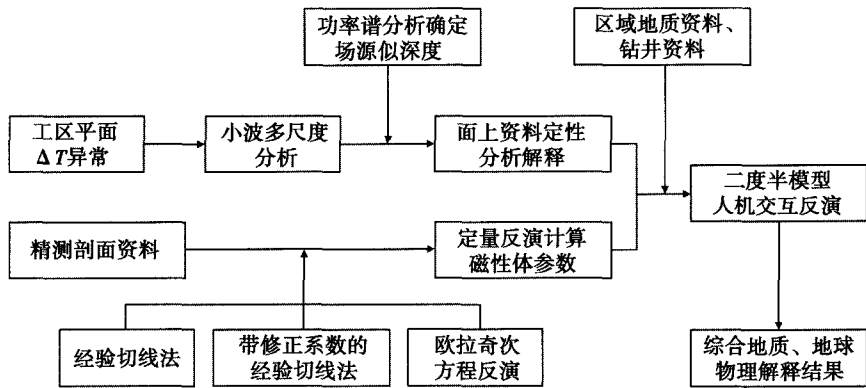 功率谱分析确定
场源似深度
区域地质资料、
钻井资料
工区平面
ΔT异常
小波多尺度
分析
面上资料定性
分析解释
二度半模型
人机交互反演
精测剖面资料
定量反演计算
磁性体参数
经验切线法
带修正系数的
经验切线法
欧拉奇次
方程反演
综合地质、地球
物理解释结果